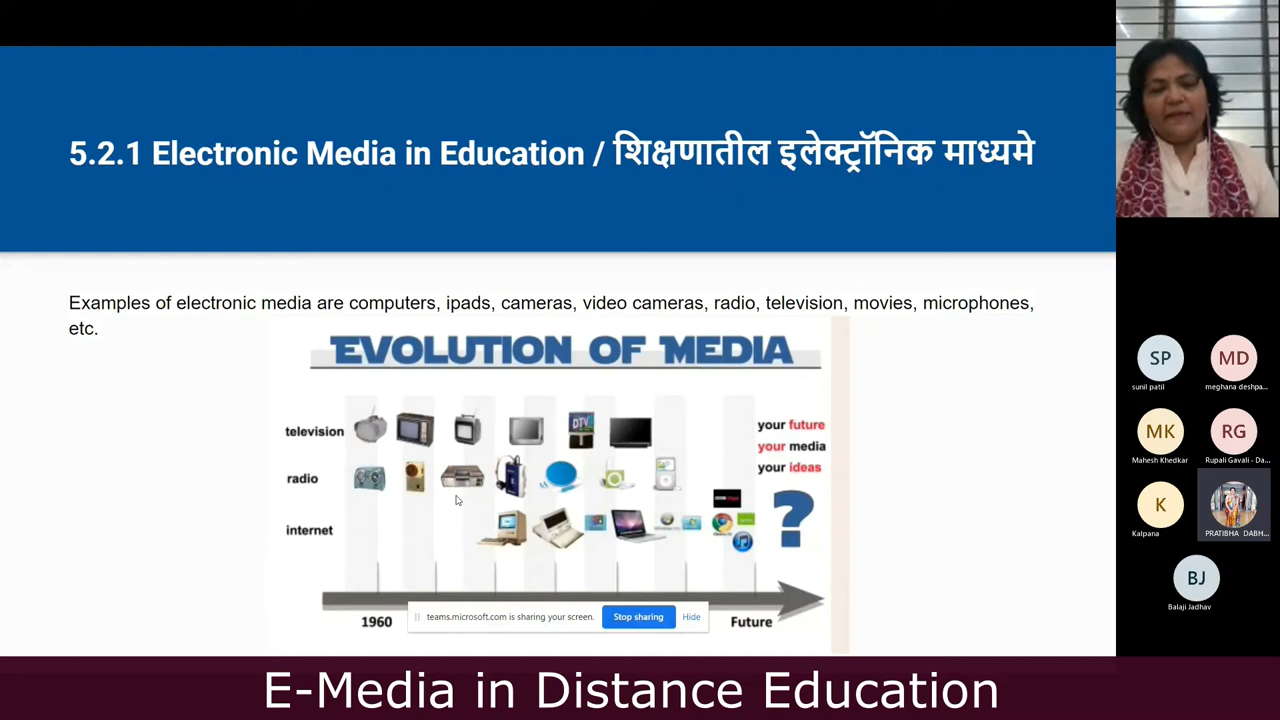 5.2.1 Electronic Media in Education / शिक्षणातील इलेक्ट्रॉनिक माध्यमे
Examples of electronic media are computers, ipads, cameras, video cameras, radio, television, movies, microphones,
etc.
EVOLUTION OF MEDIA
television
DTV
your future
your media
your ideas
radio
internet
?
1960
Future
teams.microsoft.com is sharing your screen.
Stop sharing
Hide
SP
sunil patil
MD
meghana deshpa...
MK
Mahesh Khedkar
RG
Rupali Gavali - Da...
K
Kalpana
PRATIBHA DABH...
BJ
Balaji Jadhav
E-Media in Distance Education